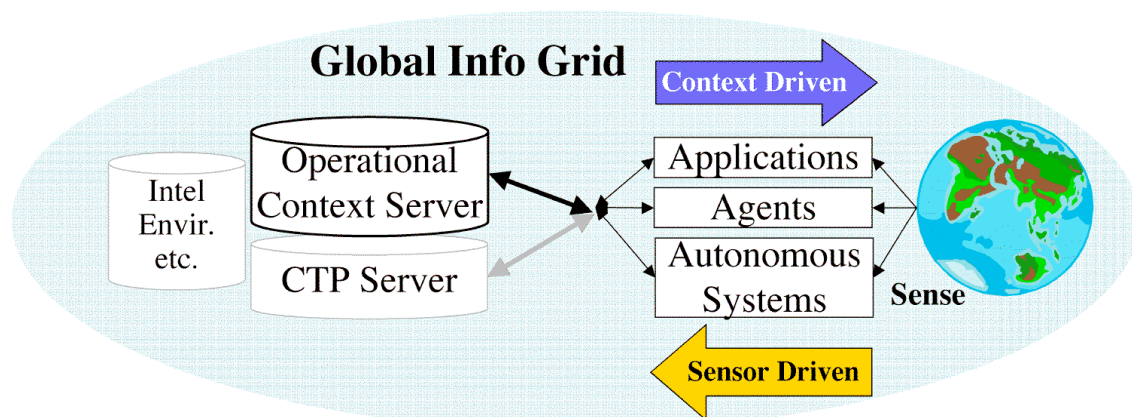 Global Info Grid
Context Driven
Operational
Context Server
Intel
Envir.
etc.
CTP Server
Applications
Agents
Autonomous
Systems
Sense
Sensor Driven